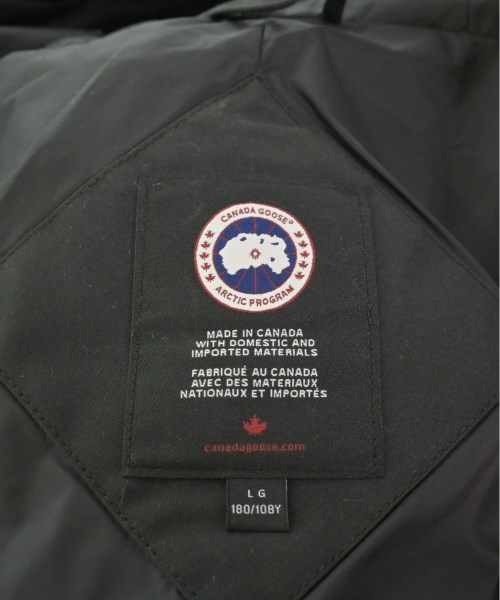 CANADA GOOSE®
ARCTIC PROGRAM
MADE IN CANADA
WITH DOMESTIC AND
IMPORTED MATERIALS
FABRIQUÉ AU CANADA
AVEC DES MATERIAUX
NATIONAUX ET IMPORTÉS
canadagoose.com
LG
180/108Y